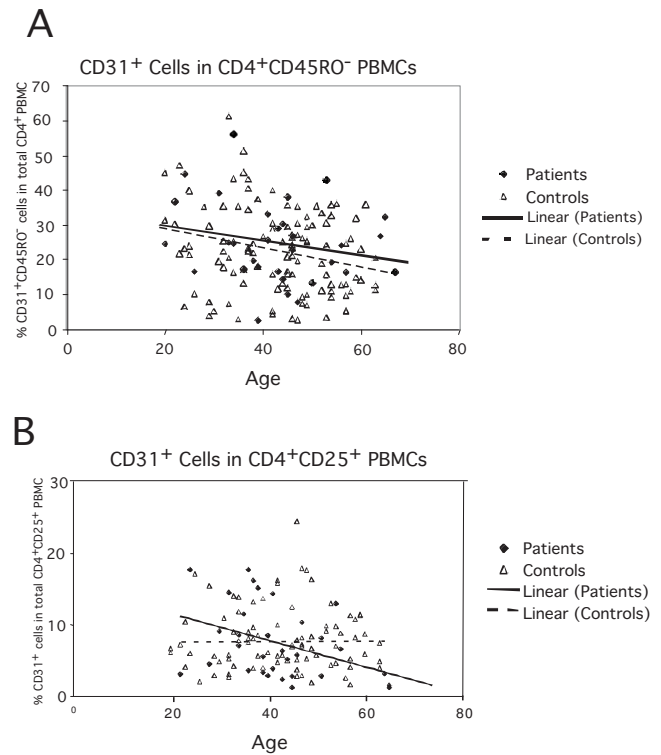 A
CD31+ Cells in CD4+CD45RO- PBMCs
% CD31+CD45RO- cells in total CD4+ PBMC
70
60
50
40
30
20
10
0
0 20 40 60 80
Age
Patients
Controls
Linear (Patients)
Linear (Controls)
B
CD31+ Cells in CD4+CD25+ PBMCs
% CD31+ cells in total CD4+CD25+ PBMC
30
20
10
0
0 20 40 60 80
Age
Patients
Controls
Linear (Patients)
Linear (Controls)